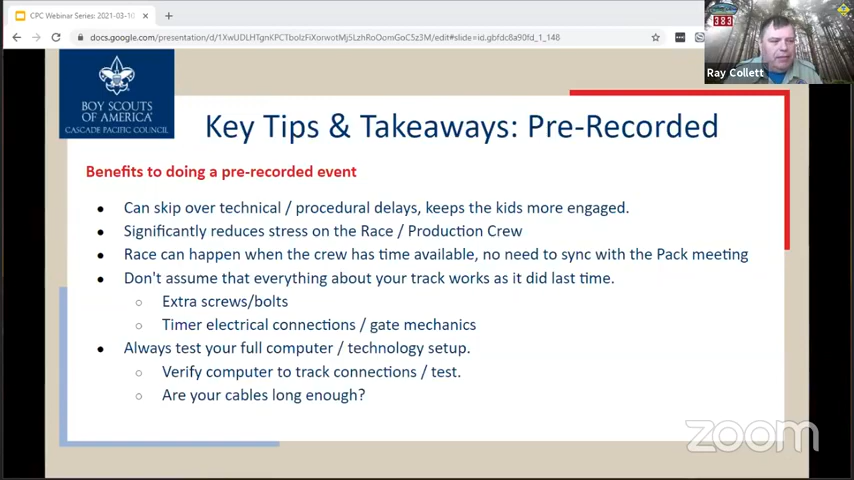 CPC Webinar Series: 2021-03-10
docs.google.com/presentation/d/1XwUDLHTgnKPCTbolzFiXorwotMj5LzhRoOomGoC5z3M/edit#slide=id.gbfdc8a90fd_1_148
383
Ray Collett
BOY SCOUTS
OF AMERICA®
CASCADE PACIFIC COUNCIL
Key Tips & Takeaways: Pre-Recorded
Benefits to doing a pre-recorded event
Can skip over technical / procedural delays, keeps the kids more engaged.
Significantly reduces stress on the Race / Production Crew
Race can happen when the crew has time available, no need to sync with the Pack meeting
Don't assume that everything about your track works as it did last time.
Extra screws/bolts
Timer electrical connections / gate mechanics
Always test your full computer / technology setup.
Verify computer to track connections / test.
Are your cables long enough?
zoom